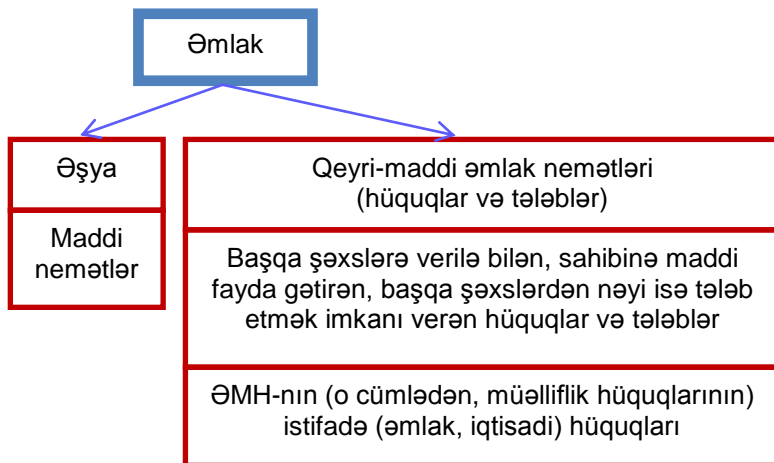 Əmlak
Əşya
Maddi
nemətlər
Qeyri-maddi əmlak nemətləri
(hüquqlar və tələblər)
Başqa şəxslərə verilə bilən, sahibinə maddi
fayda gətirən, başqa şəxslərdən nəyi isə tələb
etmək imkanı verən hüquqlar və tələblər
ƏMH-nın (o cümlədən, müəlliflik hüquqlarının)
istifadə (əmlak, iqtisadi) hüquqları